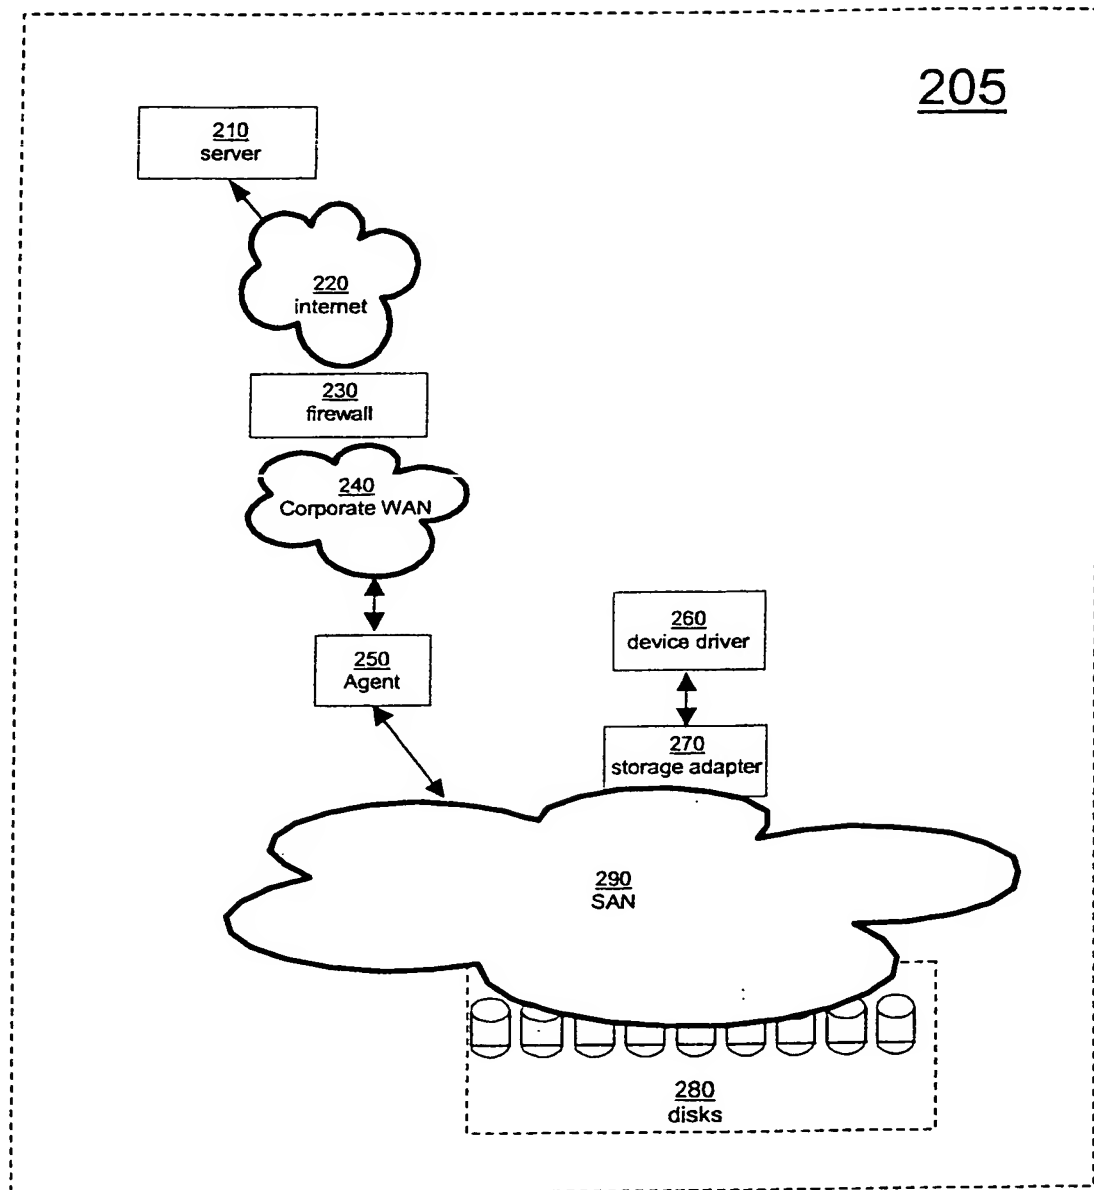 205
210
server
220
internet
230
firewall
240
Corporate WAN
250
Agent
260
device driver
270
storage adapter
290
SAN
280
disks